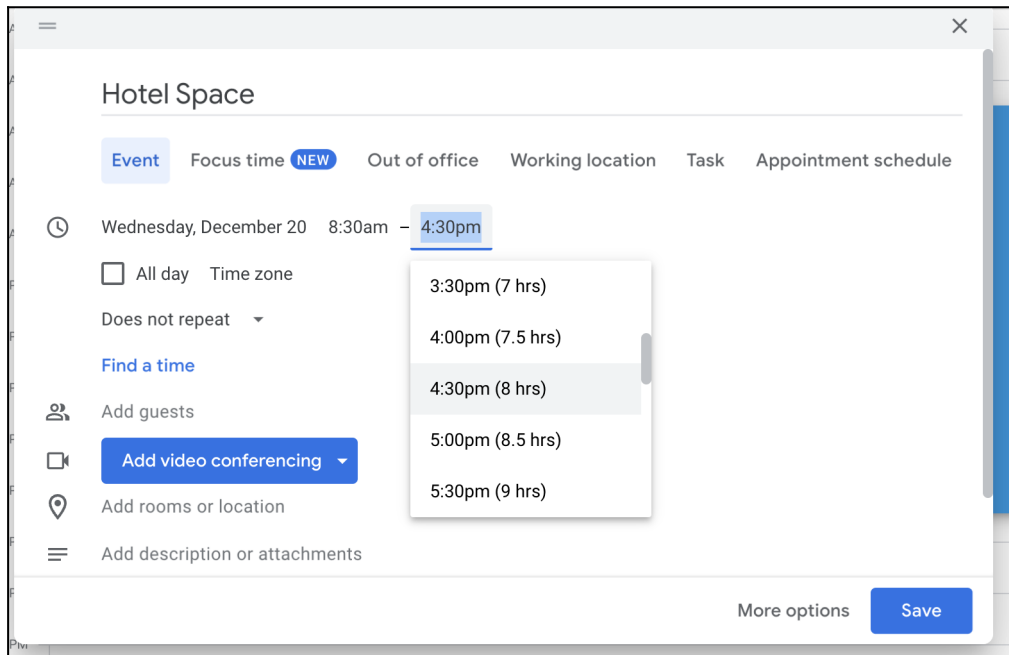 Hotel Space
Event Focus time NEW Out of office Working location Task Appointment schedule
Wednesday, December 20 8:30am – 4:30pm
All day Time zone
Does not repeat
Find a time
Add guests
Add video conferencing
Add rooms or location
Add description or attachments
3:30pm (7 hrs)
4:00pm (7.5 hrs)
4:30pm (8 hrs)
5:00pm (8.5 hrs)
5:30pm (9 hrs)
More options Save
PM